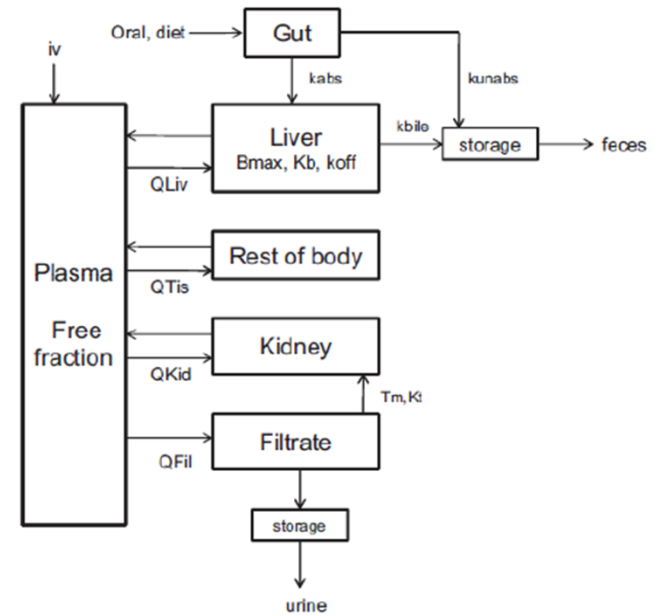 Oral, diet
Gut
iv
kabs
kunabs
Liver
Bmax, Kb, koff
kbile
storage
feces
QLiv
Plasma
Free
fraction
Rest of body
QTis
Kidney
QKid
Tm,Kt
Filtrate
QFil
storage
urine